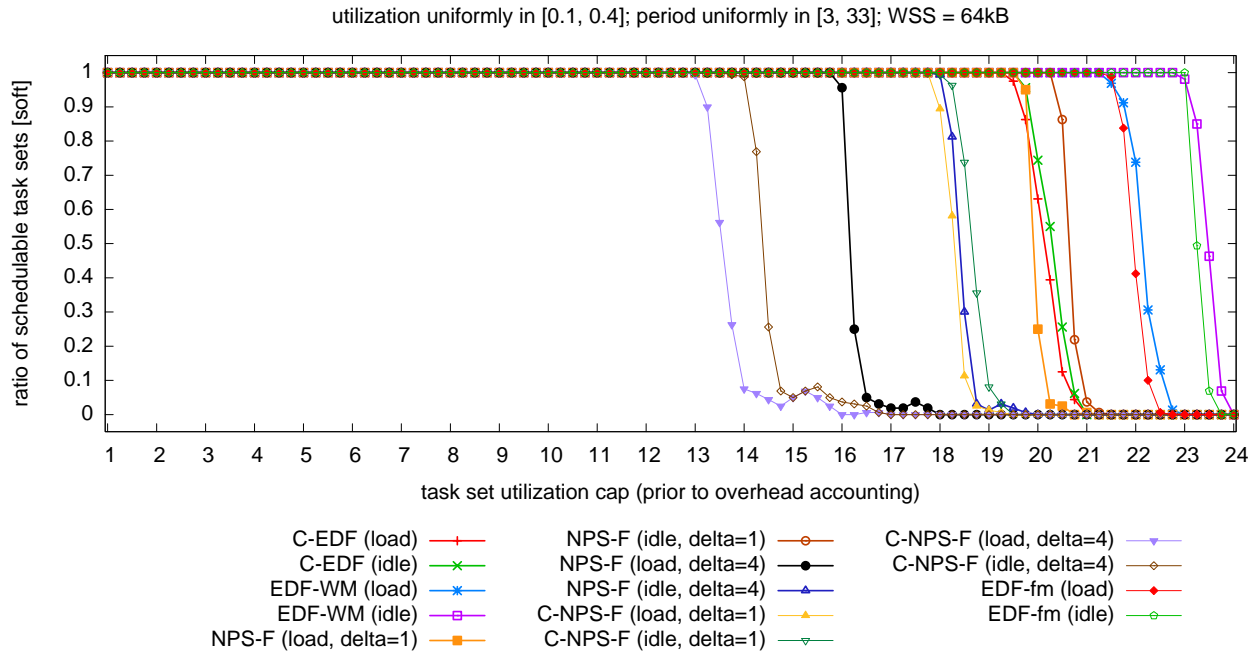 utilization uniformly in [0.1, 0.4]; period uniformly in [3, 33]; WSS = 64kB
ratio of schedulable task sets [soft]
1
0.9
0.8
0.7
0.6
0.5
0.4
0.3
0.2
0.1
0
1 2 3 4 5 6 7 8 9 10 11 12 13 14 15 16 17 18 19 20 21 22 23 24
task set utilization cap (prior to overhead accounting)
C-EDF (load)
C-EDF (idle)
EDF-WM (load)
EDF-WM (idle)
NPS-F (load, delta=1)
NPS-F (idle, delta=1)
NPS-F (load, delta=4)
NPS-F (idle, delta=4)
C-NPS-F (load, delta=1)
C-NPS-F (idle, delta=1)
C-NPS-F (load, delta=4)
C-NPS-F (idle, delta=4)
EDF-fm (load)
EDF-fm (idle)